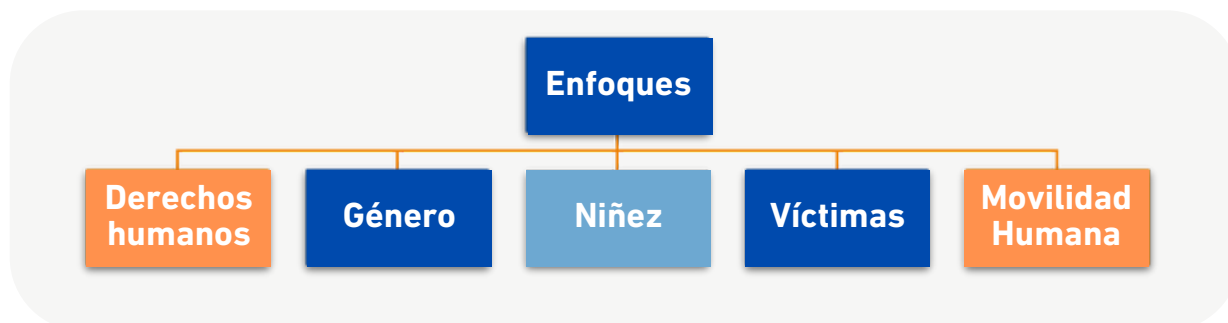 Enfoques
Derechos
humanos
Género
Niñez
Víctimas
Movilidad
Humana